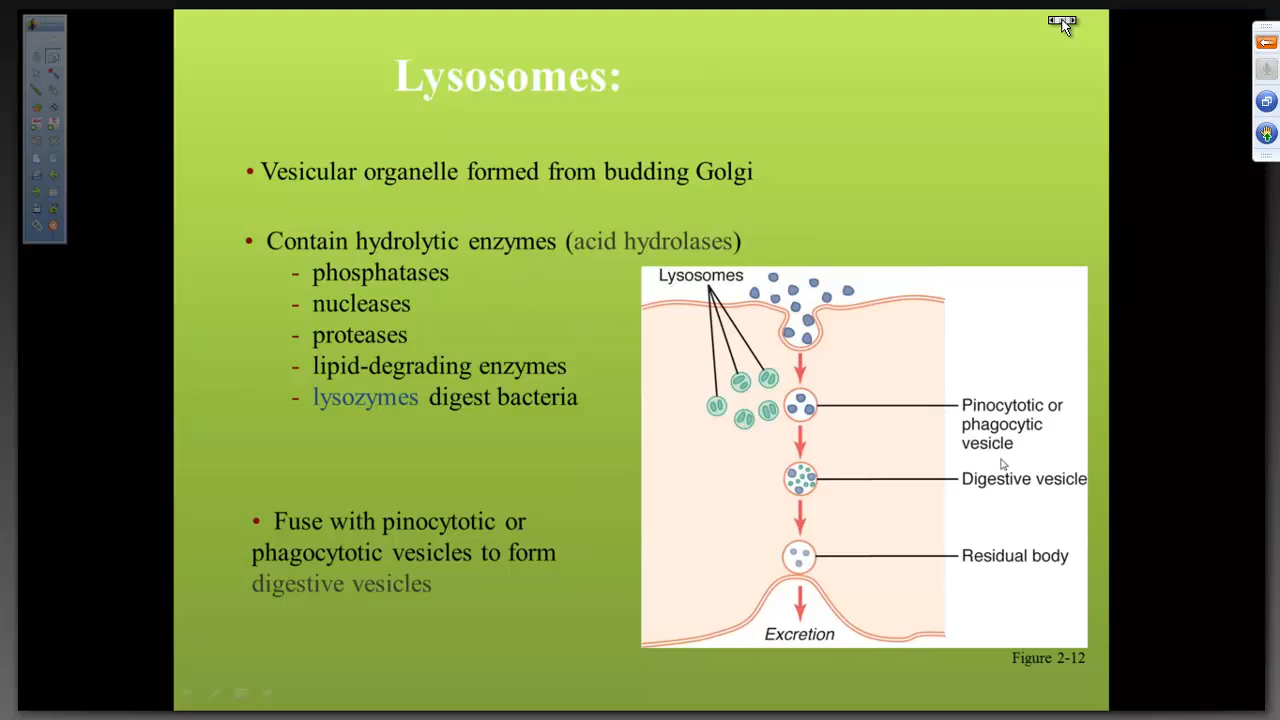 Lysosomes:
• Vesicular organelle formed from budding Golgi
• Contain hydrolytic enzymes (acid hydrolases)
- phosphatases
- nucleases
- proteases
- lipid-degrading enzymes
- lysozymes digest bacteria
• Fuse with pinocytotic or
phagocytotic vesicles to form
digestive vesicles
Lysosomes
Pinocytotic or
phagocytic
vesicle
Digestive vesicle
Residual body
Excretion
Figure 2-12